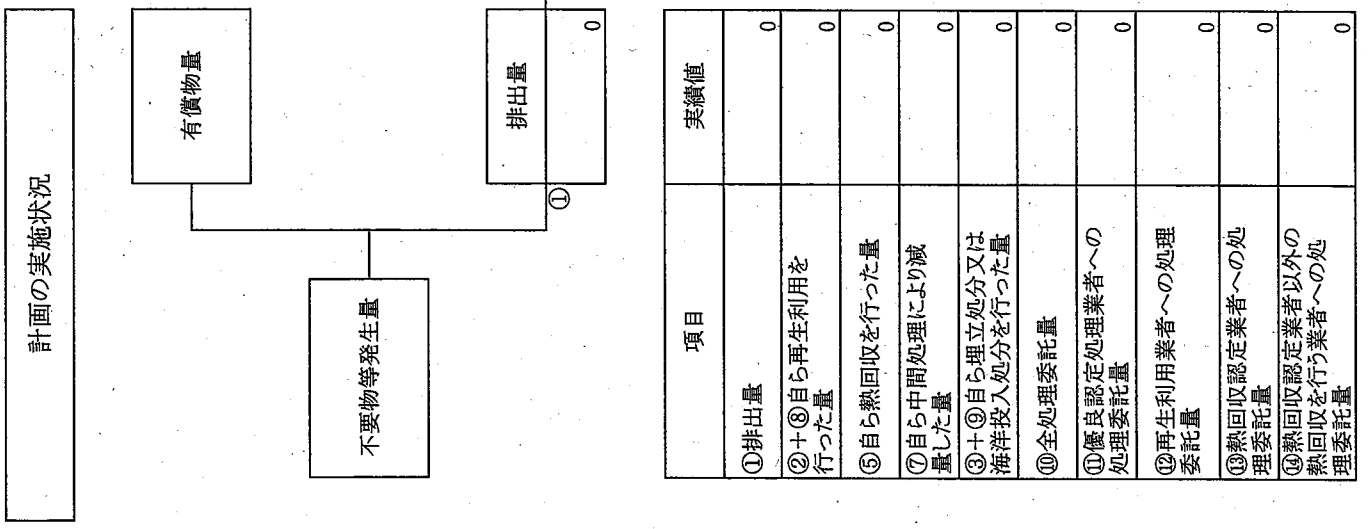 計画の実施状況
不要物等発生量
有償物量
排出量
①
0
項目
実績値
①排出量
0
②+⑧自ら再生利用を
行った量
0
⑤自ら熱回収を行った量
0
⑦自ら中間処理により減
量した量
0
③+⑨自ら埋立処分又は
海洋投入処分を行った量
0
⑩全処理委託量
0
⑪優良認定処理業者への
処理委託量
0
⑫再生利用業者への処理
委託量
0
⑬熱回収認定業者への処
理委託量
0
⑭熱回収認定業者以外の
熱回収を行う業者への処
理委託量
0